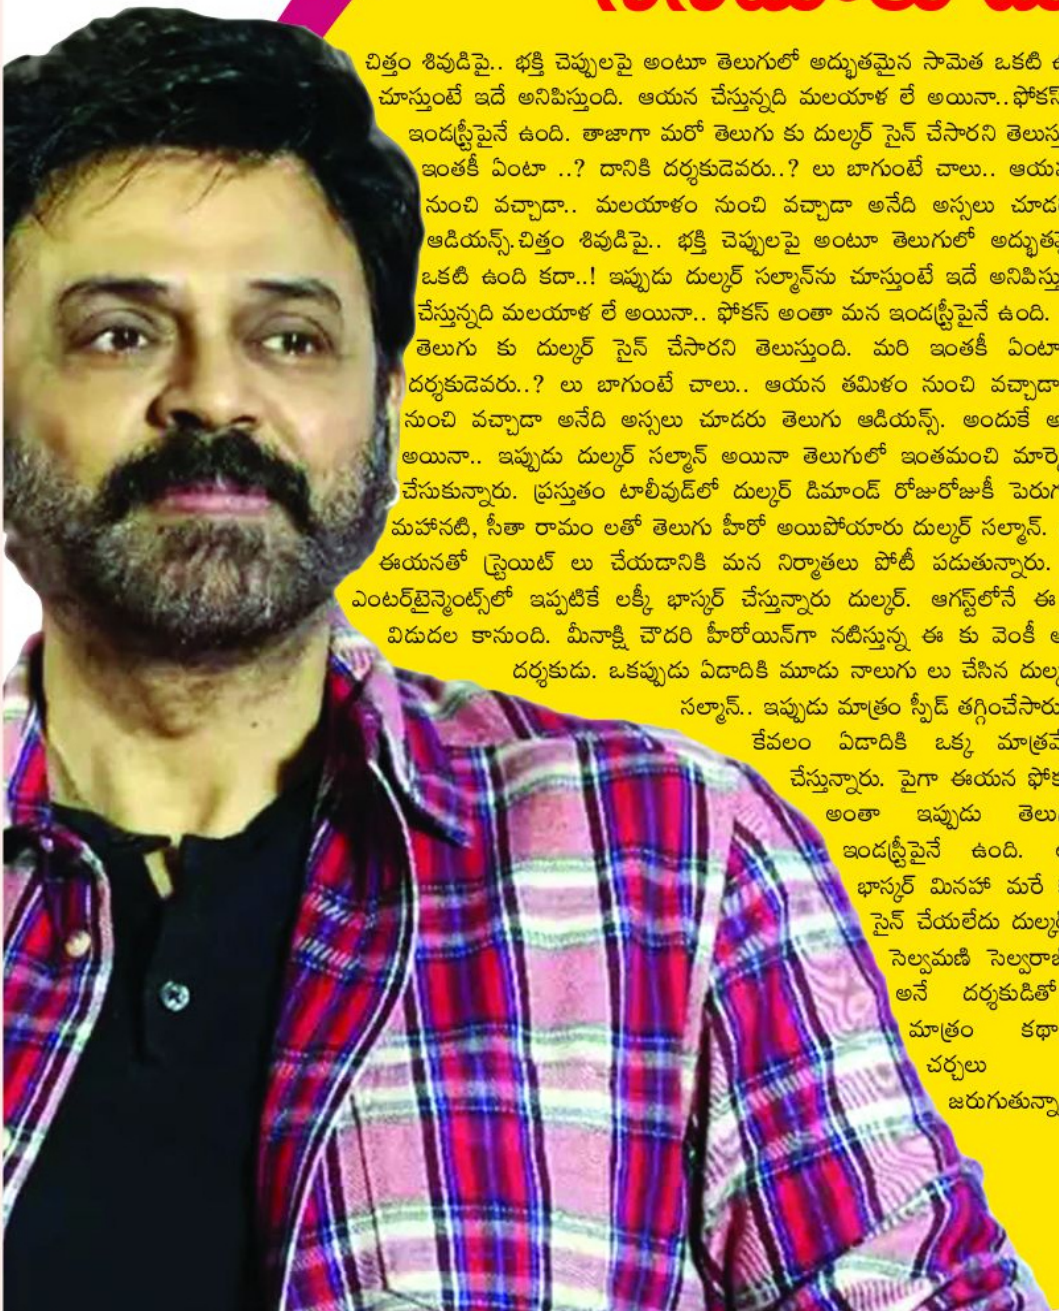 చిత్తం శివుడిపై.. భక్తి చెప్పులపై అంటూ తెలుగులో అద్భుతమైన సామెత ఒకటి
చూస్తుంటే ఇదే అనిపిస్తుంది. ఆయన చేస్తున్నది మలయాళ లే అయినా..ఫోకస్
ఇండస్ట్రీపైనే ఉంది. తాజాగా మరో తెలుగు కు దుల్కర్ సైన్ చేసారని
ఇంతకీ ఏంటా ..? దానికి దర్శకుడెవరు..? లు బాగుంటే చాలు..
నుంచి వచ్చాడా.. మలయాళం నుంచి వచ్చాడా అనేది అస్సలు
ఆడియన్స్.చిత్తం శివుడిపై.. భక్తి చెప్పులపై అంటూ తెలుగులో
ఒకటి ఉంది కదా..! ఇప్పుడు దుల్కర్ సల్మాన్‌ను చూస్తుంటే ఇదే
చేస్తున్నది మలయాళ లే అయినా.. ఫోకస్ అంతా మన ఇండస్ట్రీపైనే ఉంది.
తెలుగు కు దుల్కర్ సైన్ చేసారని తెలుస్తుంది. మరి ఇంతకీ ఏంటా
దర్శకుడెవరు..? లు బాగుంటే చాలు.. ఆయన తమిళం నుంచి వచ్చాడా
నుంచి వచ్చాడా అనేది అస్సలు చూడరు తెలుగు ఆడియన్స్. అందుకే
అయినా.. ఇప్పుడు దుల్కర్ సల్మాన్ అయినా తెలుగులో ఇంతమంచి
చేసుకున్నారు. ప్రస్తుతం టాలీవుడ్‌లో దుల్కర్ డిమాండ్ రోజురోజుకీ
మహానటి, సీతా రామం లతో తెలుగు హీరో అయిపోయారు దుల్కర్ సల్మాన్.
ఈయనతో స్ట్రెయిట్ లు చేయడానికి మన నిర్మాతలు పోటీ పడుతున్నారు.
ఎంటర్‌టైన్మెంట్స్‌లో ఇప్పటికే లక్కీ భాస్కర్ చేస్తున్నారు దుల్కర్. ఆగస్ట్‌లోనే ఈ
విడుదల కానుంది. మీనాక్షి చౌదరి హీరోయిన్‌గా నటిస్తున్న ఈ కు వెంకీ
దర్శకుడు. ఒకప్పుడు ఏడాదికి మూడు నాలుగు లు చేసిన
సల్మాన్.. ఇప్పుడు మాత్రం స్పీడ్ తగ్గించేసారు
కేవలం ఏడాదికి ఒక్క
చేస్తున్నారు. పైగా ఈయన
అంతా ఇప్పుడు
ఇండస్ట్రీపైనే ఉంది.
భాస్కర్ మినహా మరే
సైన్ చేయలేదు
సెల్వమణి
అనే దర్శకుడితో
మాత్రం కథా
చర్చలు